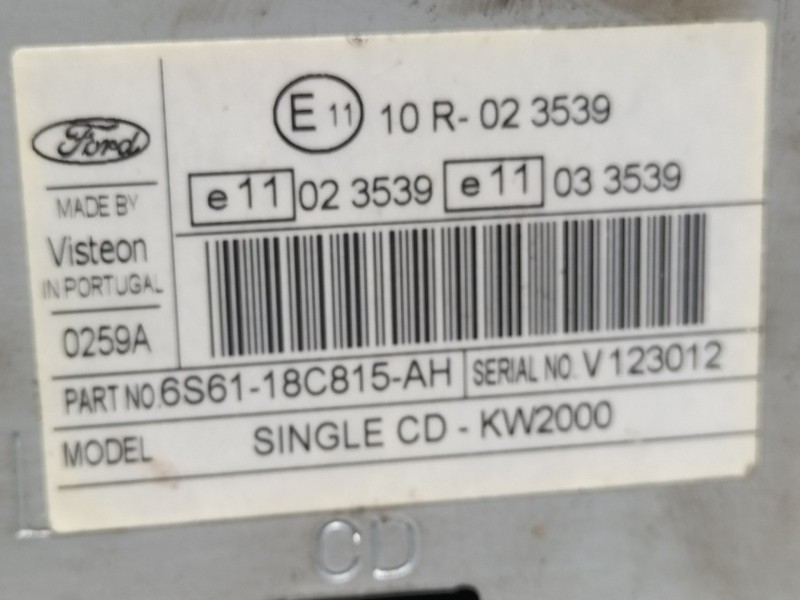 E 11 10 R- 02 3539
Ford
e 11 02 3539 e 11 03 3539
MADE BY
Visteon
IN PORTUGAL
0259A
PART NO. 6S61-18C815-AH SERIAL NO. V 123012
MODEL SINGLE CD - KW2000
CD